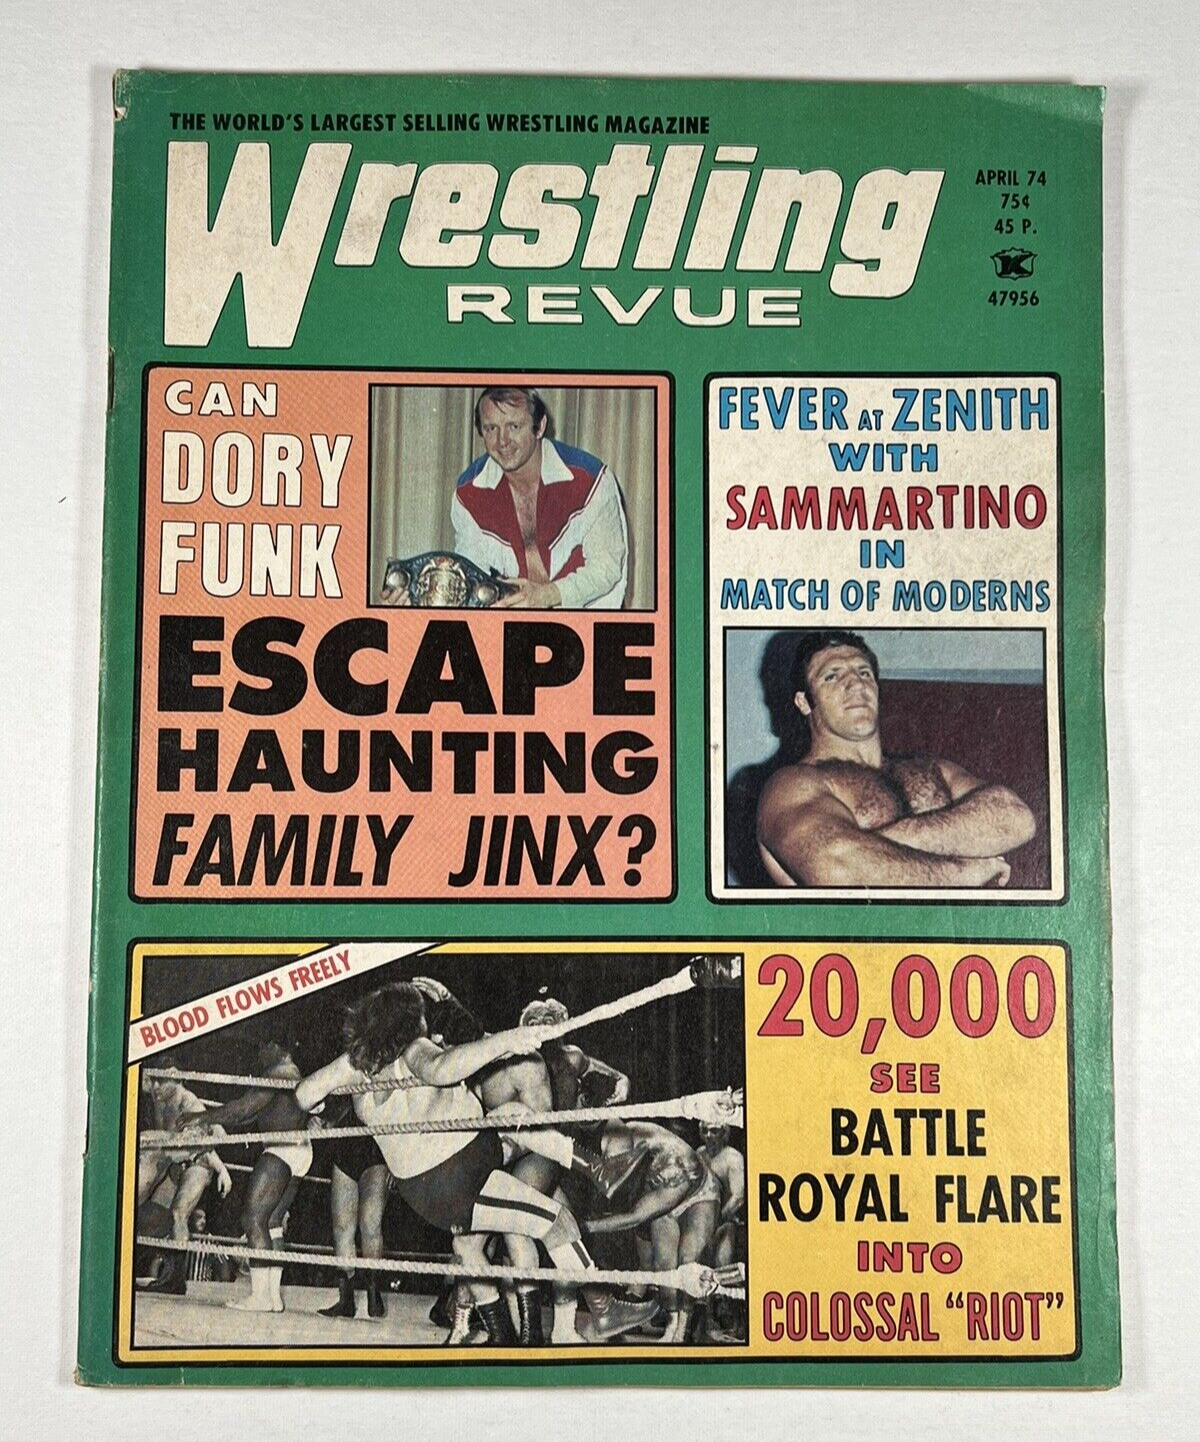 THE WORLD'S LARGEST SELLING WRESTLING MAGAZINE
Wrestling
REVUE
APRIL 74
75¢
45 P.
K
47956
CAN
DORY
FUNK
ESCAPE
HAUNTING
FAMILY JINX?
FEVER AT ZENITH
WITH
SAMMARTINO
IN
MATCH OF MODERNS
BLOOD FLOWS FREELY
20,000
SEE
BATTLE
ROYAL FLARE
INTO
COLOSSAL "RIOT"